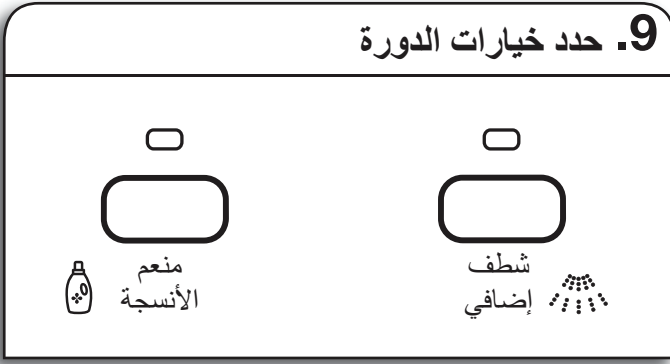 9. حدد خيارات الدورة
شطف
إضافي
منعم
الأنسجة